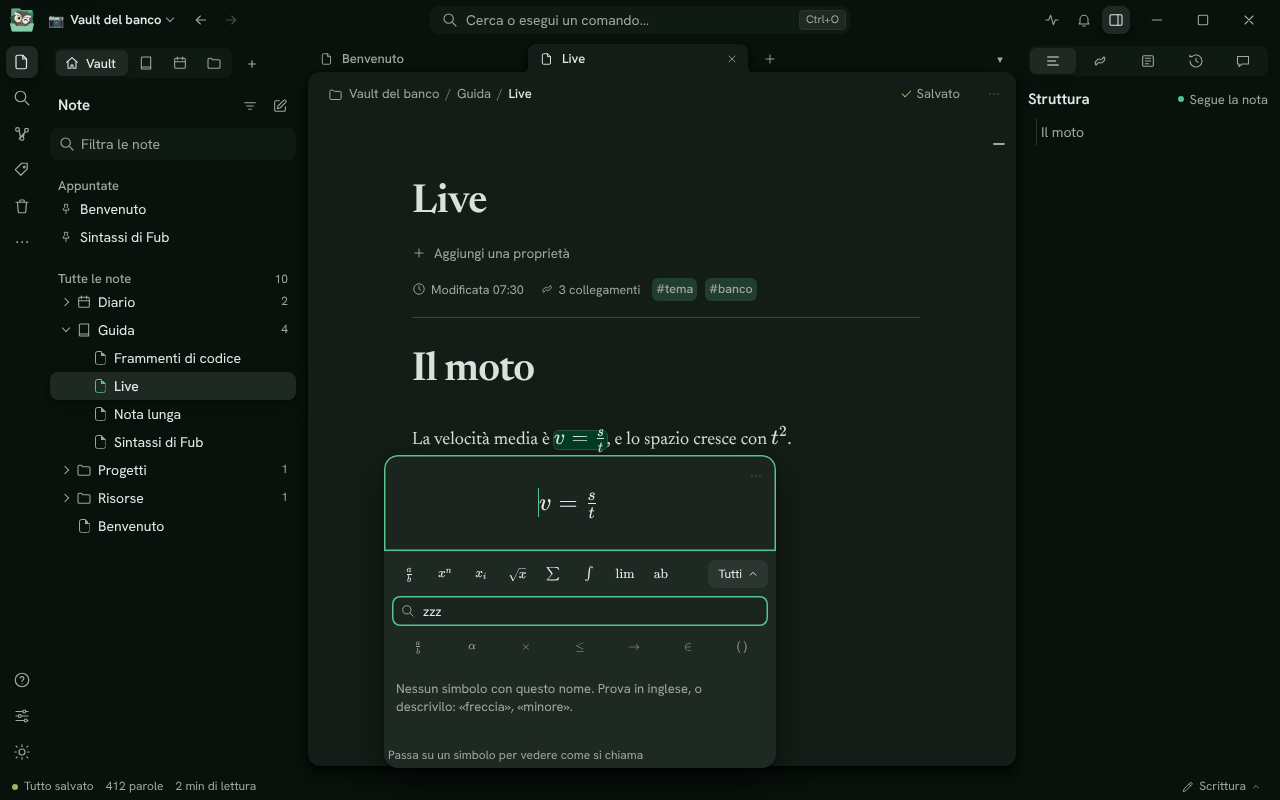 Vault del banco
Cerca o esegui un comando...
Ctrl+O
Vault
Benvenuto
Live
Note
Filtra le note
Appuntate
Benvenuto
Sintassi di Fub
Tutte le note 10
Diario 2
Guida 4
Frammenti di codice
Live
Nota lunga
Sintassi di Fub
Progetti 1
Risorse 1
Benvenuto
Vault del banco / Guida / Live
Salvato
Live
Aggiungi una proprietà
Modificata 07:30 3 collegamenti #tema #banco
Il moto
La velocità media è v = s/t, e lo spazio cresce con t².
v = s/t
a/b xⁿ xᵢ √x ∑ ∫ lim ab Tutti
zzz
a/b α × ≤ → ∈ ( )
Nessun simbolo con questo nome. Prova in inglese, o
descrivilo: «freccia», «minore».
Passa su un simbolo per vedere come si chiama
Struttura
Segue la nota
Il moto
Tutto salvato 412 parole 2 min di lettura
Scrittura